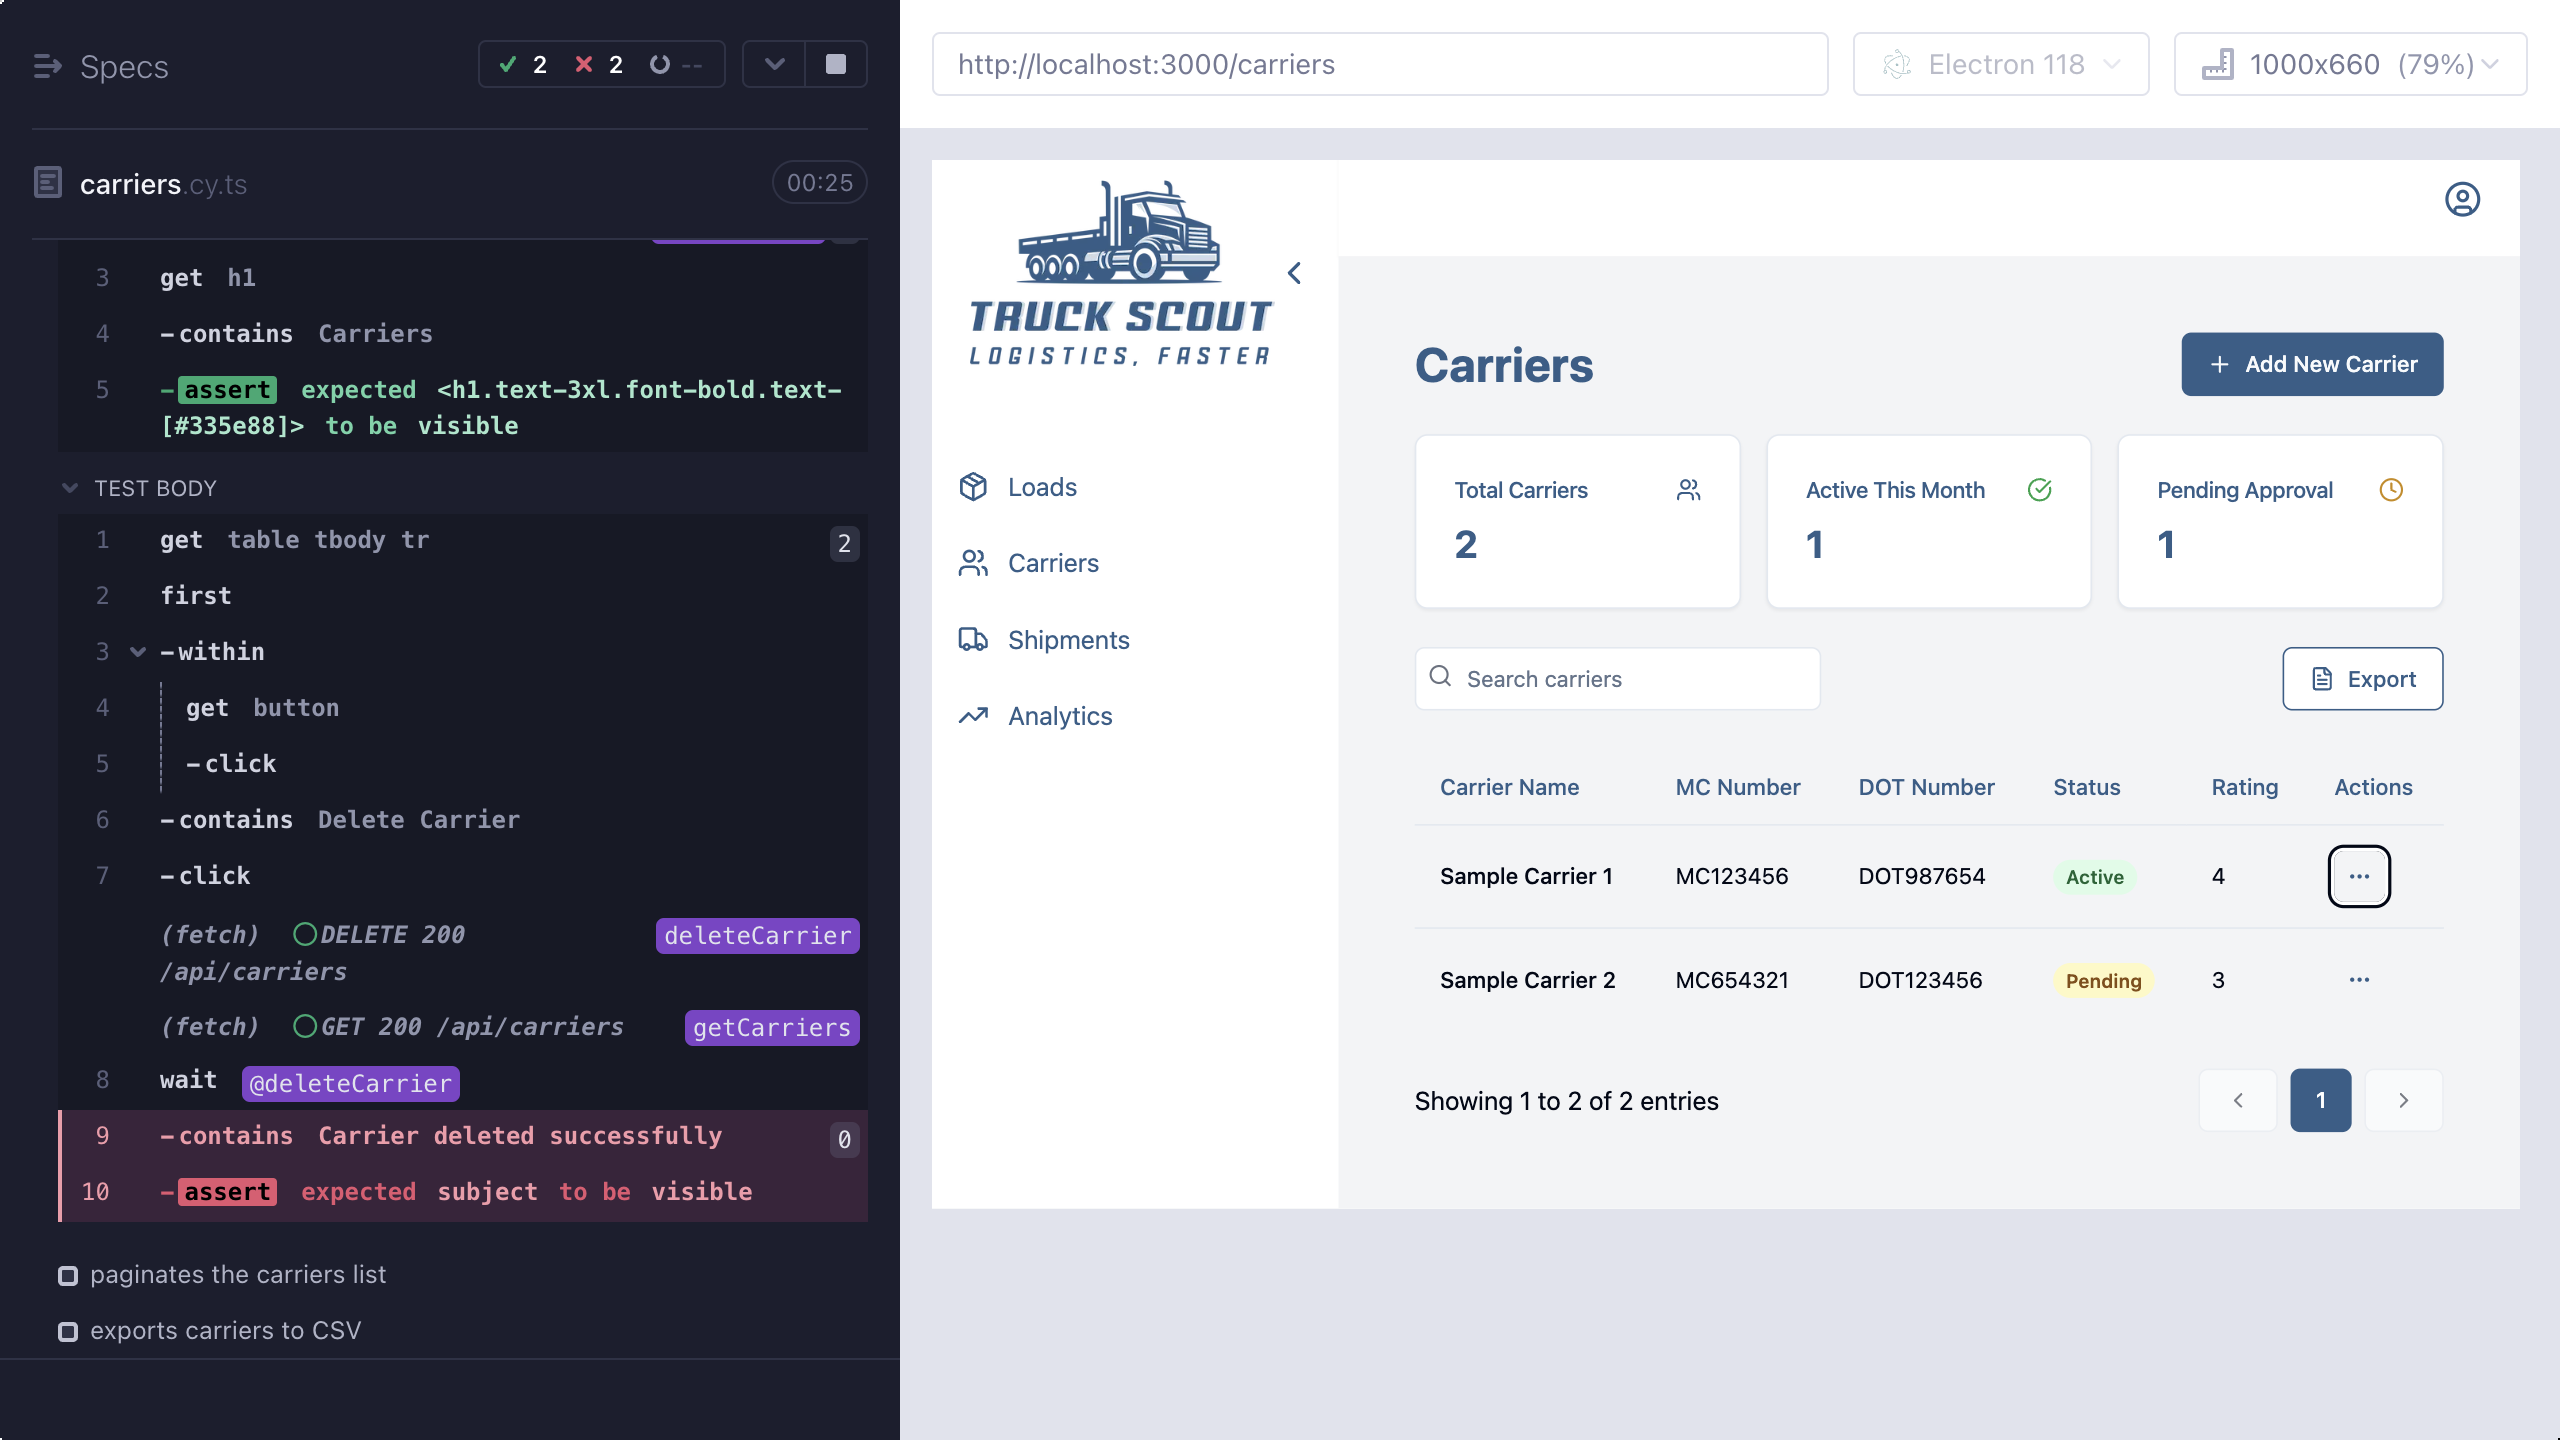 Specs
2
2
--
carriers.cy.ts
00:25
3 get h1
4 -contains Carriers
5 -assert expected <h1.text-3xl.font-bold.text-
[#335e88]> to be visible
TEST BODY
1 get table tbody tr 2
2 first
3 -within
4 get button
5 -click
6 -contains Delete Carrier
7 -click
(fetch) DELETE 200 deleteCarrier
/api/carriers
(fetch) GET 200 /api/carriers getCarriers
8 wait @deleteCarrier
9 -contains Carrier deleted successfully 0
10 -assert expected subject to be visible
paginates the carriers list
exports carriers to CSV
http://localhost:3000/carriers
Electron 118
1000x660 (79%)
TRUCK SCOUT
LOGISTICS, FASTER
Loads
Carriers
Shipments
Analytics
Carriers
+ Add New Carrier
Total Carriers
2
Active This Month
1
Pending Approval
1
Search carriers
Export
Carrier Name MC Number DOT Number Status Rating Actions
Sample Carrier 1 MC123456 DOT987654 Active 4 ...
Sample Carrier 2 MC654321 DOT123456 Pending 3 ...
Showing 1 to 2 of 2 entries
< 1 >